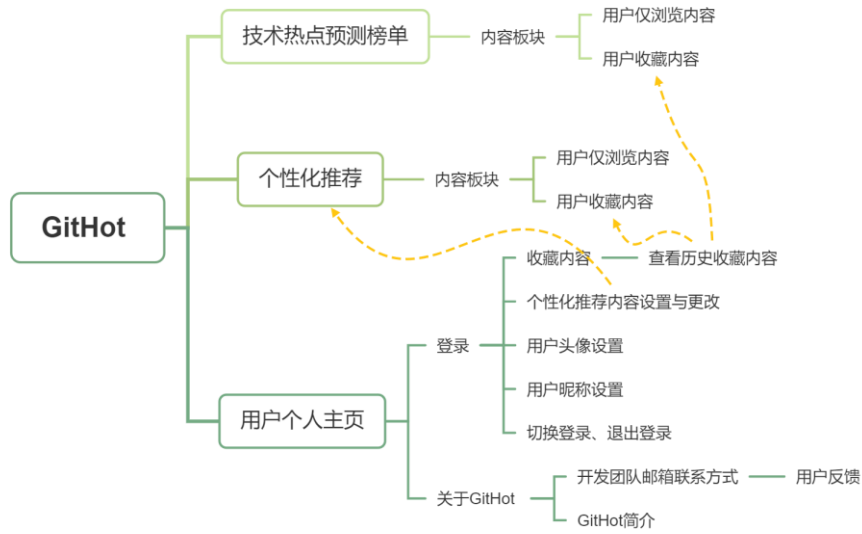 技术热点预测榜单
内容板块
用户仅浏览内容
用户收藏内容
个性化推荐
内容板块
用户仅浏览内容
用户收藏内容
GitHot
收藏内容
查看历史收藏内容
个性化推荐内容设置与更改
登录
用户头像设置
用户昵称设置
用户个人主页
切换登录、退出登录
开发团队邮箱联系方式
用户反馈
关于GitHot
GitHot简介